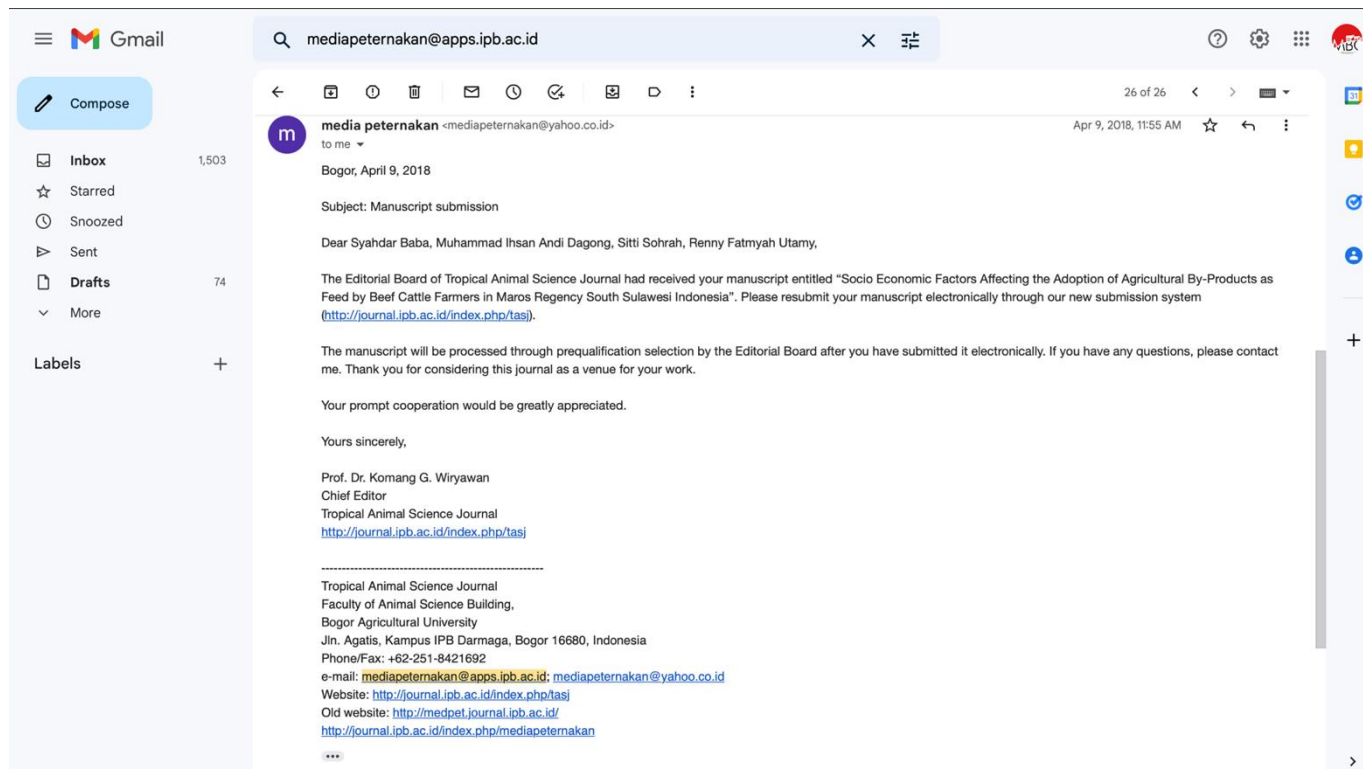 Gmail
mediapeternakan@apps.ipb.ac.id
Compose
26 of 26
31
m
media peternakan <mediapeternakan@yahoo.co.id>
Apr 9, 2018, 11:55 AM
to me
Inbox 1,503
Starred
Snoozed
Sent
Drafts 74
More
Labels
Bogor, April 9, 2018
Subject: Manuscript submission
Dear Syahdar Baba, Muhammad Ihsan Andi Dagong, Sitti Sohrah, Renny Fatmyah Utamy,
The Editorial Board of Tropical Animal Science Journal had received your manuscript entitled “Socio Economic Factors Affecting the Adoption of Agricultural By-Products as
Feed by Beef Cattle Farmers in Maros Regency South Sulawesi Indonesia”. Please resubmit your manuscript electronically through our new submission system
(http://journal.ipb.ac.id/index.php/tasj).
The manuscript will be processed through prequalification selection by the Editorial Board after you have submitted it electronically. If you have any questions, please contact
me. Thank you for considering this journal as a venue for your work.
Your prompt cooperation would be greatly appreciated.
Yours sincerely,
Prof. Dr. Komang G. Wiryawan
Chief Editor
Tropical Animal Science Journal
http://journal.ipb.ac.id/index.php/tasj
------------------------------------------------------
Tropical Animal Science Journal
Faculty of Animal Science Building,
Bogor Agricultural University
Jln. Agatis, Kampus IPB Darmaga, Bogor 16680, Indonesia
Phone/Fax: +62-251-8421692
e-mail: mediapeternakan@apps.ipb.ac.id; mediapeternakan@yahoo.co.id
Website: http://journal.ipb.ac.id/index.php/tasj
Old website: http://medpet.journal.ipb.ac.id/
http://journal.ipb.ac.id/index.php/mediapeternakan